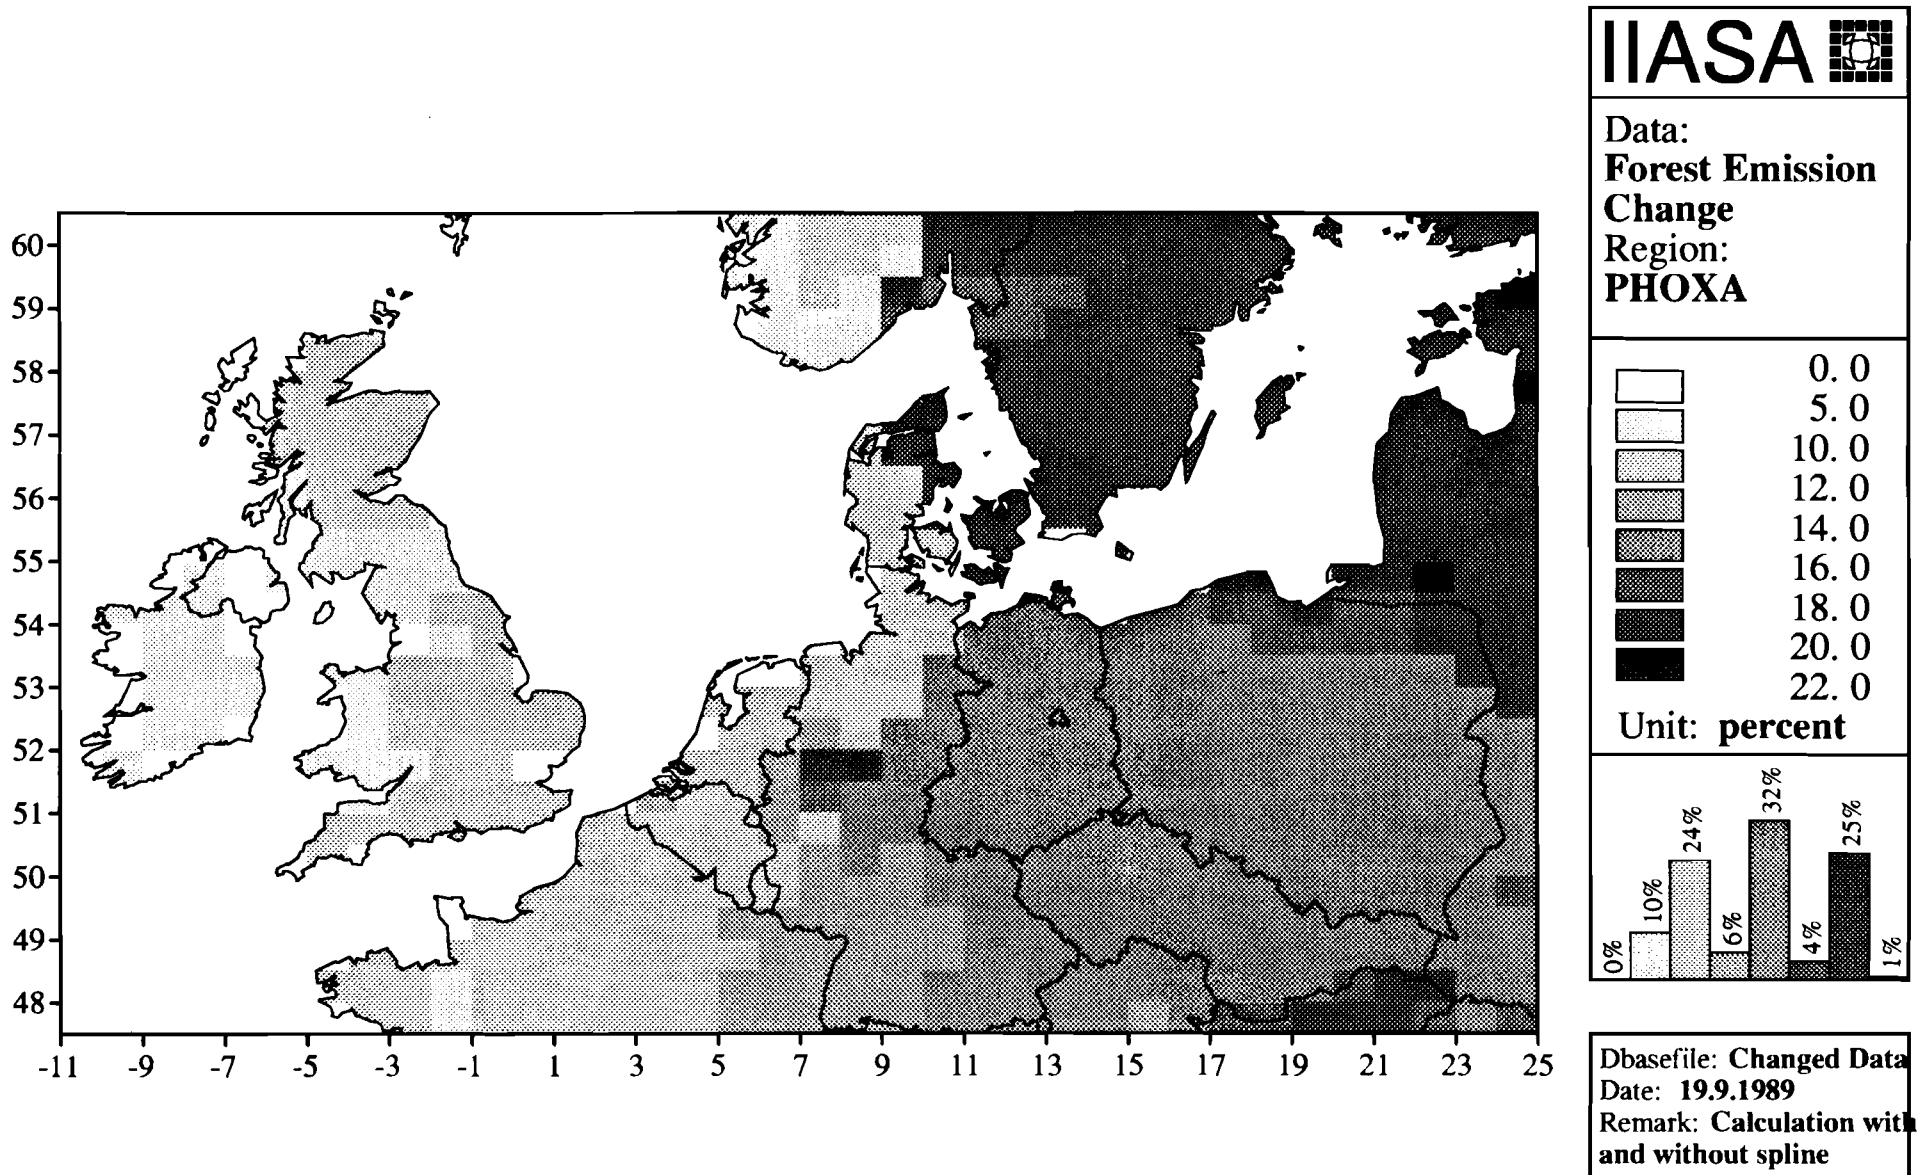 IIASA
Data:
Forest Emission
Change
Region:
PHOXA
0. 0
5. 0
10. 0
12. 0
14. 0
16. 0
18. 0
20. 0
22. 0
Unit: percent
0%
10%
24%
6%
32%
4%
25%
1%
Dbasefile: Changed Data
Date: 19.9.1989
Remark: Calculation with
and without spline
60
59
58
57
56
55
54
53
52
51
50
49
48
-11 -9 -7 -5 -3 -1 1 3 5 7 9 11 13 15 17 19 21 23 25